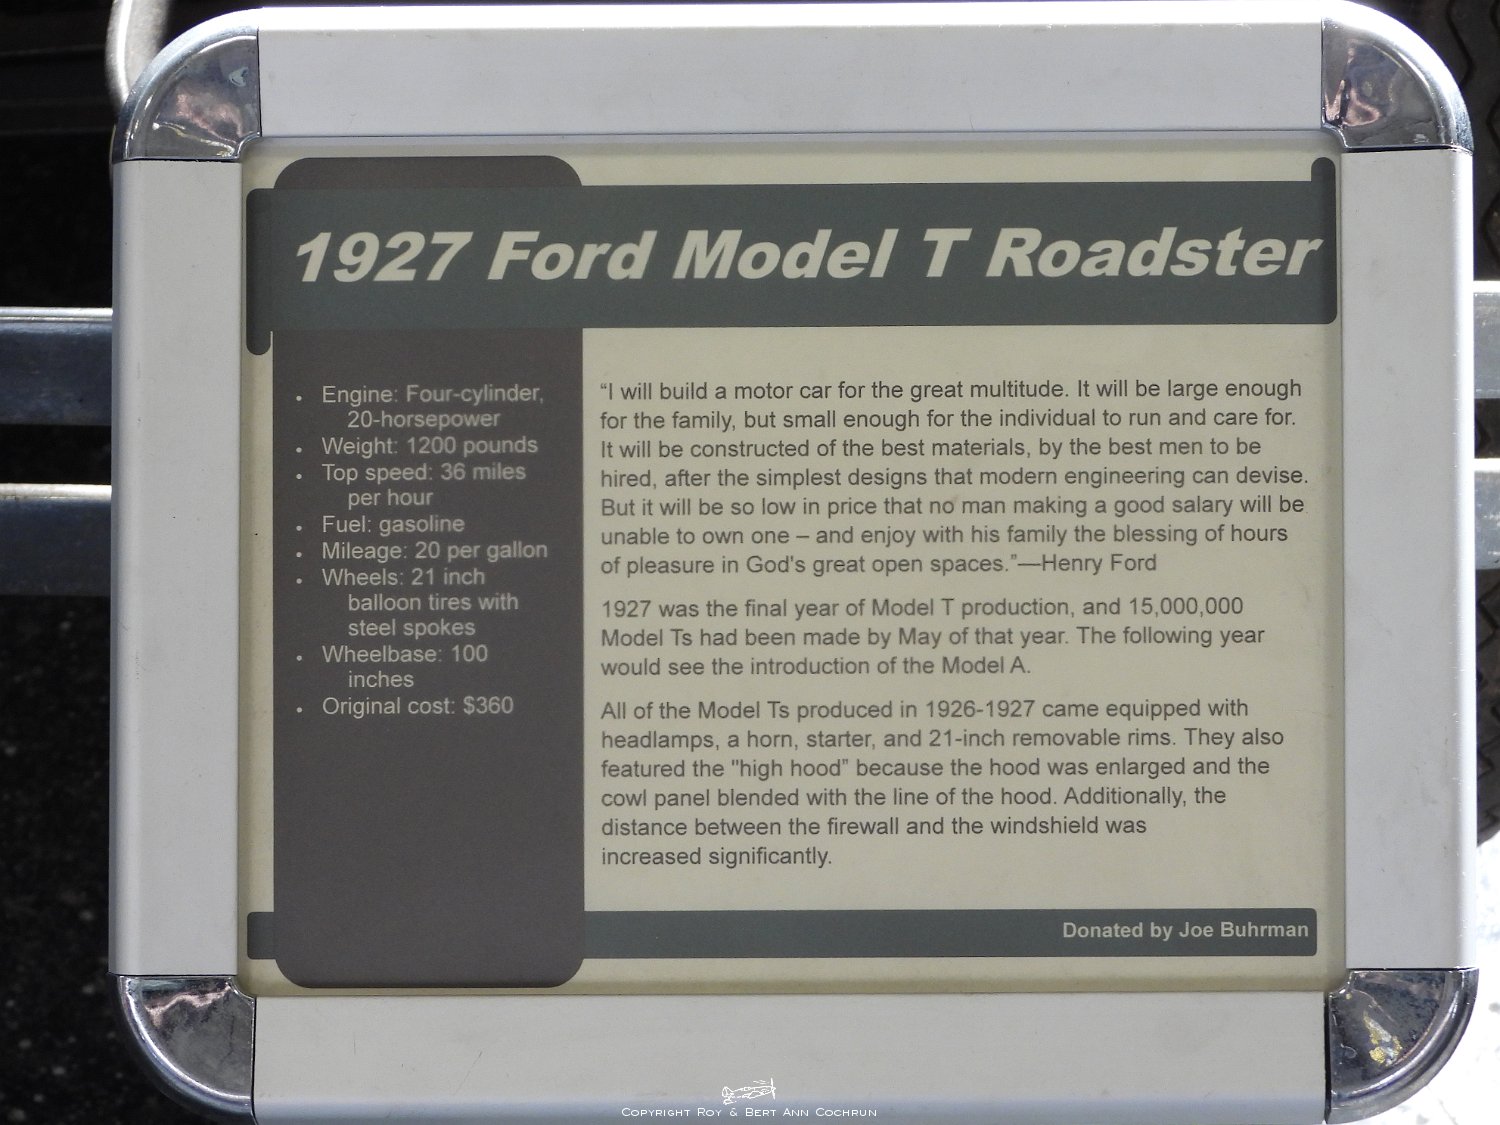 1927 Ford Model T Roadster
• Engine: Four-cylinder,
20-horsepower
• Weight: 1200 pounds
• Top speed: 36 miles
per hour
• Fuel: gasoline
• Mileage: 20 per gallon
• Wheels: 21 inch
balloon tires with
steel spokes
• Wheelbase: 100
inches
• Original cost: $360
“I will build a motor car for the great multitude. It will be large enough
for the family, but small enough for the individual to run and care for.
It will be constructed of the best materials, by the best men to be
hired, after the simplest designs that modern engineering can devise.
But it will be so low in price that no man making a good salary will be
unable to own one – and enjoy with his family the blessing of hours
of pleasure in God's great open spaces.”—Henry Ford
1927 was the final year of Model T production, and 15,000,000
Model Ts had been made by May of that year. The following year
would see the introduction of the Model A.
All of the Model Ts produced in 1926-1927 came equipped with
headlamps, a horn, starter, and 21-inch removable rims. They also
featured the "high hood” because the hood was enlarged and the
cowl panel blended with the line of the hood. Additionally, the
distance between the firewall and the windshield was
increased significantly.
Donated by Joe Buhrman
Copyright Roy & Bert Ann Cochrun